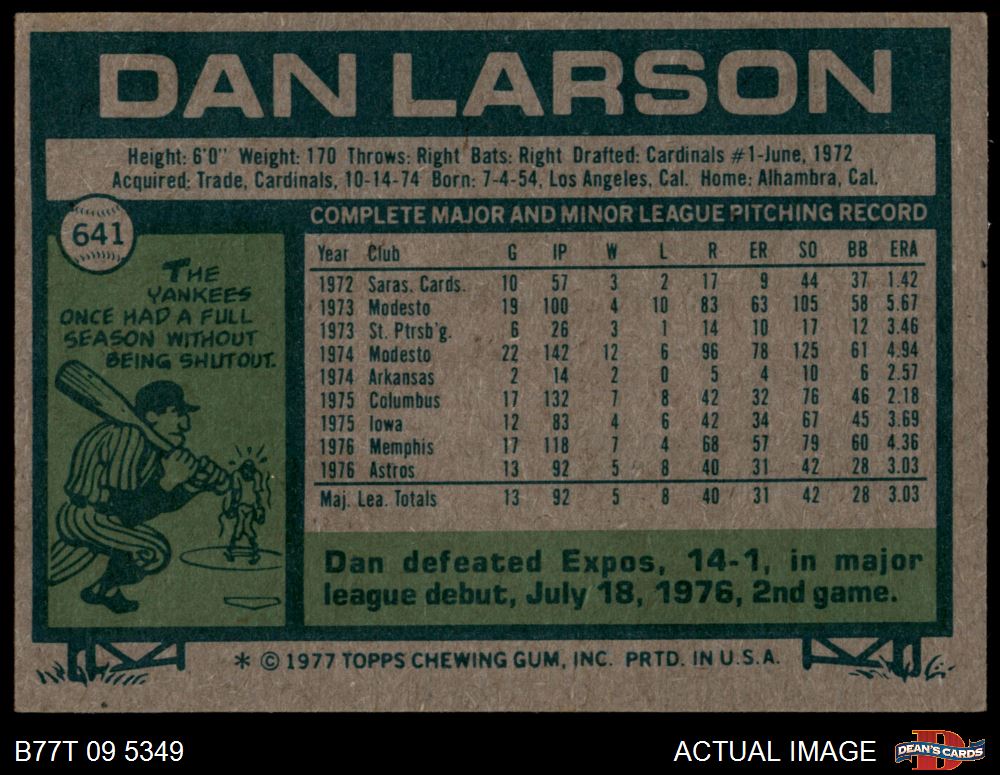 DAN LARSON
Height: 6'0" Weight: 170 Throws: Right Bats: Right Drafted: Cardinals #1-June, 1972
Acquired: Trade, Cardinals, 10-14-74 Born: 7-4-54, Los Angeles, Cal. Home: Alhambra, Cal.
641
THE
YANKEES
ONCE HAD A FULL
SEASON WITHOUT
BEING SHUTOUT.
COMPLETE MAJOR AND MINOR LEAGUE PITCHING RECORD
Year Club G IP W L R ER SO BB ERA
1972 Saras. Cards. 10 57 3 2 17 9 44 37 1.42
1973 Modesto 19 100 4 10 83 63 105 58 5.67
1973 St. Ptrsb'g. 6 26 3 1 14 10 17 12 3.46
1974 Modesto 22 142 12 6 96 78 125 61 4.94
1974 Arkansas 2 14 2 0 5 4 10 6 2.57
1975 Columbus 17 132 7 8 42 32 76 46 2.18
1975 Iowa 12 83 4 6 42 34 67 45 3.69
1976 Memphis 17 118 7 4 68 57 79 60 4.36
1976 Astros 13 92 5 8 40 31 42 28 3.03
Maj. Lea. Totals 13 92 5 8 40 31 42 28 3.03
Dan defeated Expos, 14-1, in major
league debut, July 18, 1976, 2nd game.
* © 1977 TOPPS CHEWING GUM, INC. PRTD. IN U.S.A.
B77T 09 5349
ACTUAL IMAGE
D
DEAN'S CARDS